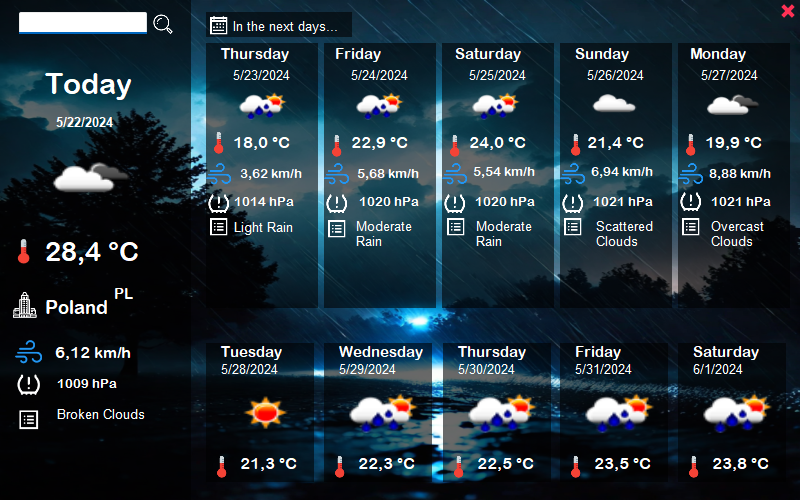 Today
5/22/2024
28,4 °C
Poland PL
6,12 km/h
1009 hPa
Broken Clouds
In the next days...
Thursday
5/23/2024
18,0 °C
3,62 km/h
1014 hPa
Light Rain
Friday
5/24/2024
22,9 °C
5,68 km/h
1020 hPa
Moderate
Rain
Saturday
5/25/2024
24,0 °C
5,54 km/h
1020 hPa
Moderate
Rain
Sunday
5/26/2024
21,4 °C
6,94 km/h
1021 hPa
Scattered
Clouds
Monday
5/27/2024
19,9 °C
8,88 km/h
1021 hPa
Overcast
Clouds
Tuesday
5/28/2024
21,3 °C
Wednesday
5/29/2024
22,3 °C
Thursday
5/30/2024
22,5 °C
Friday
5/31/2024
23,5 °C
Saturday
6/1/2024
23,8 °C